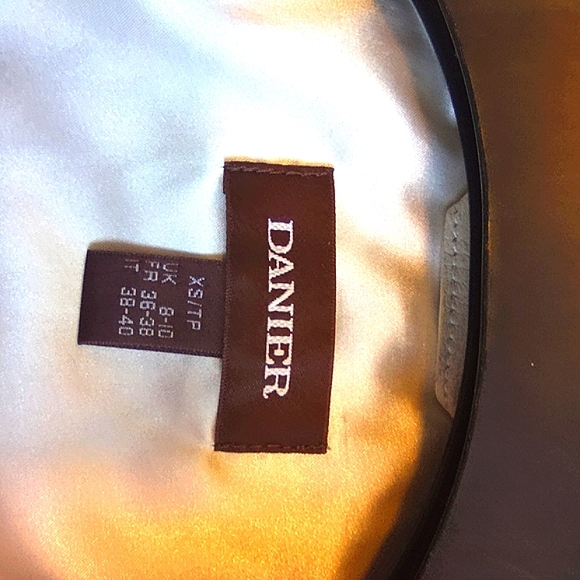 DANIER
XS/TP
UK 8-10
FR 36-38
IT 38-40